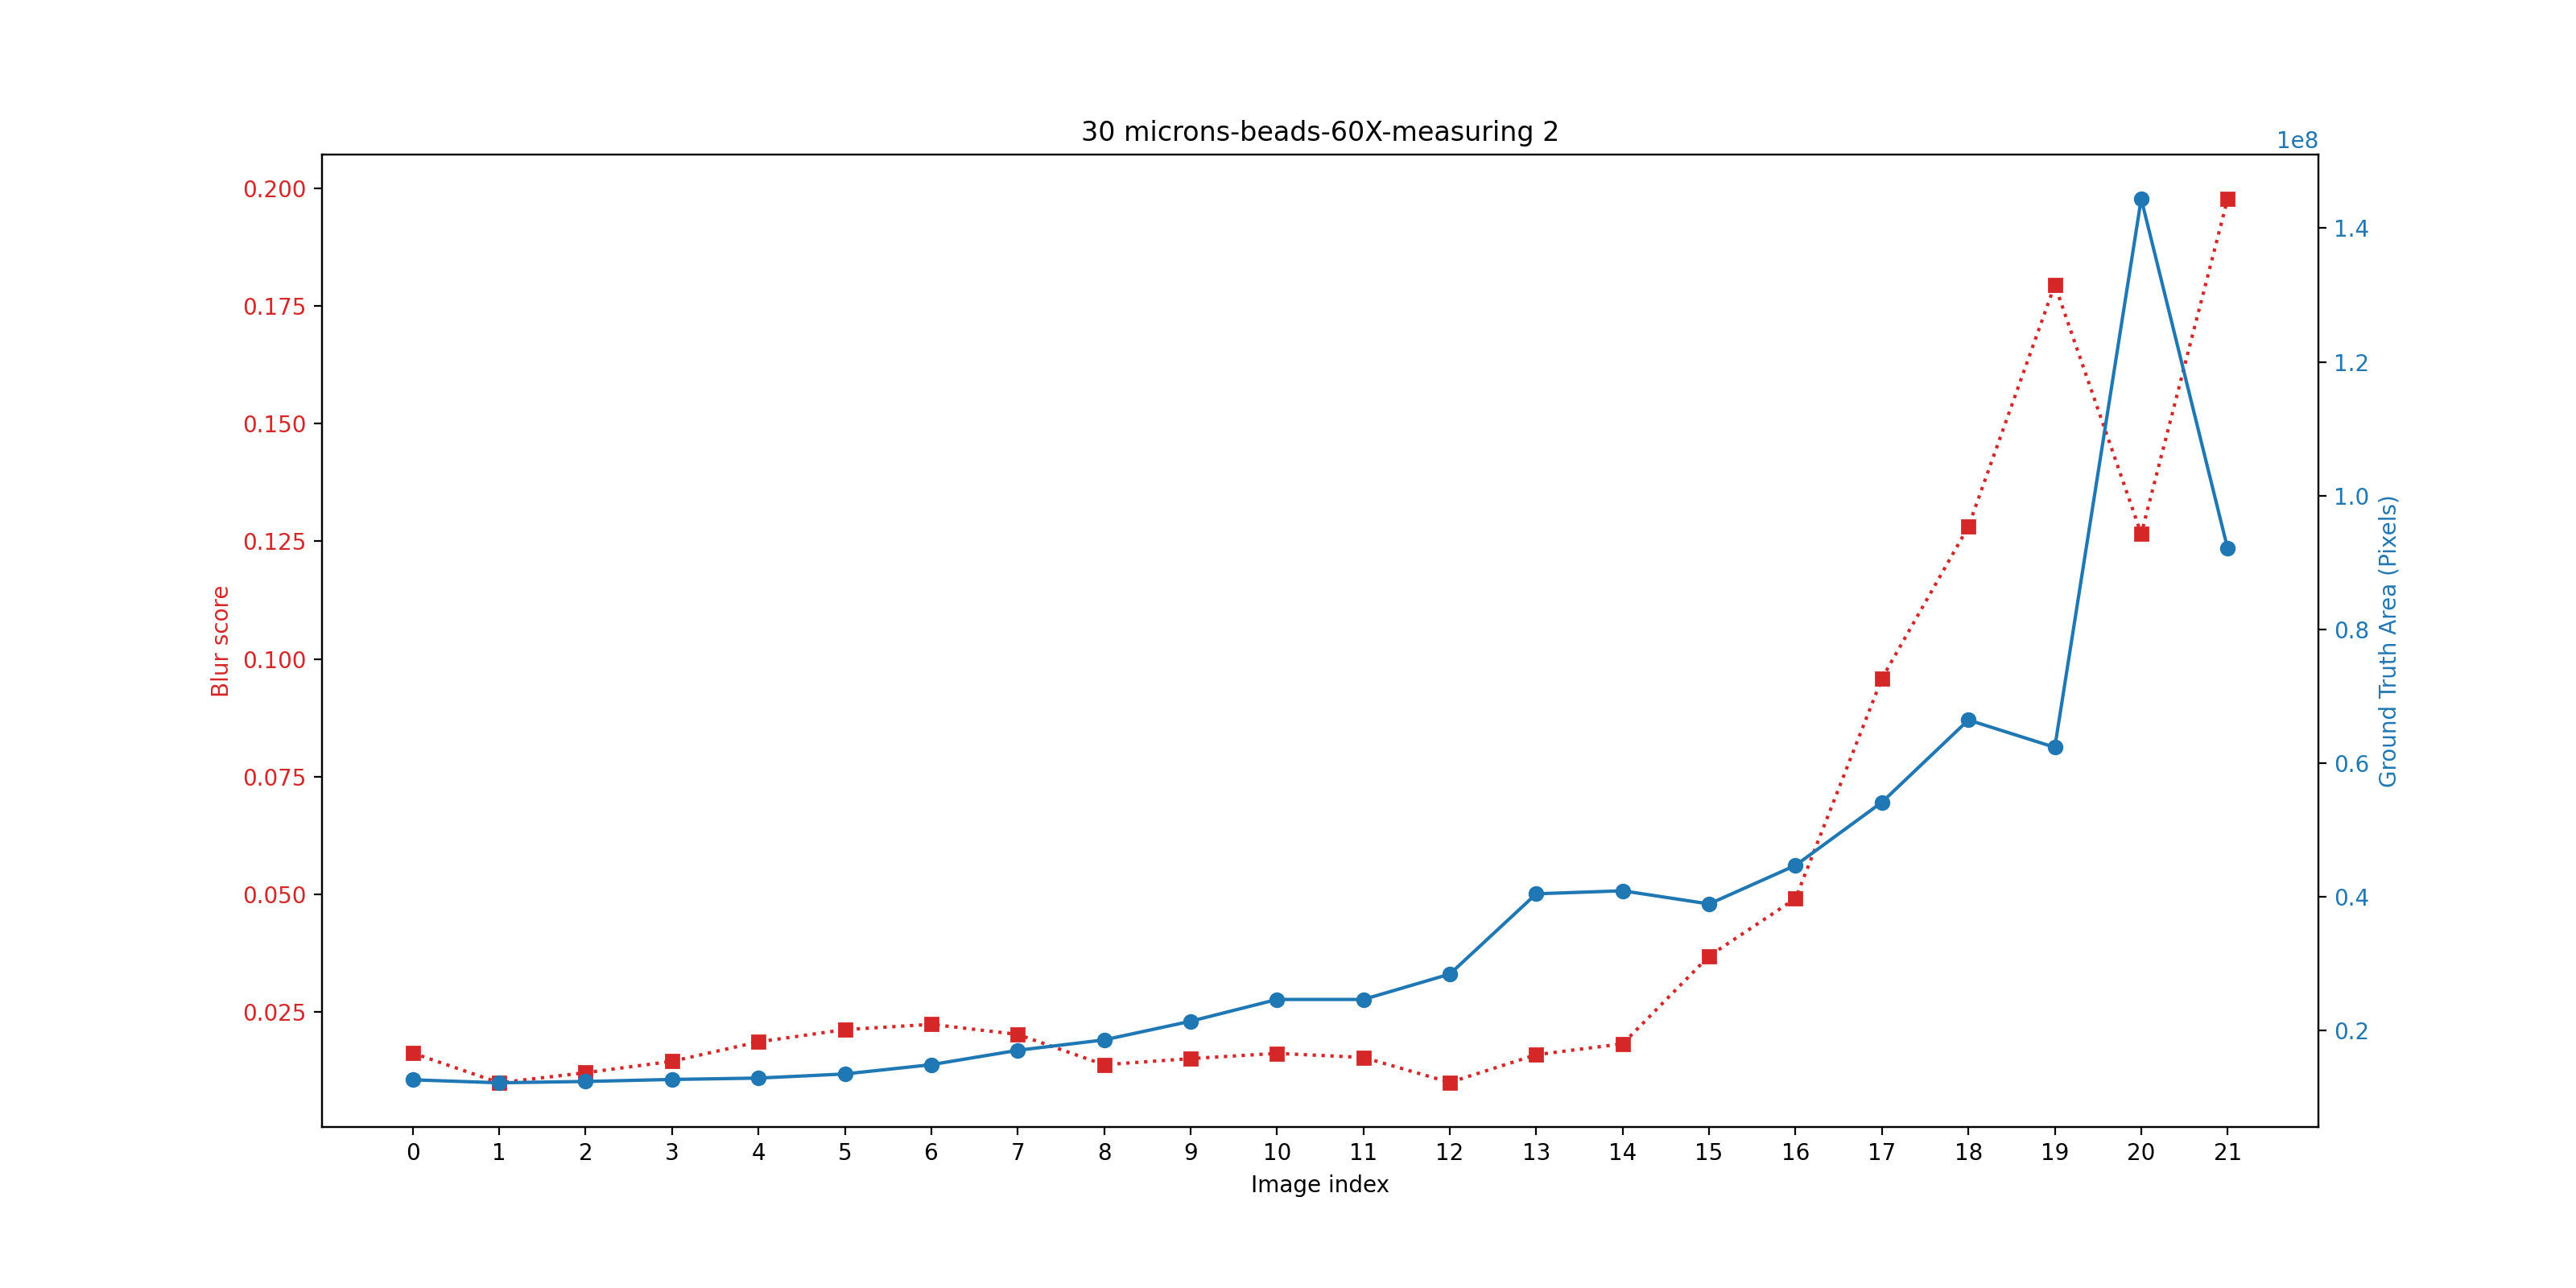 30 microns-beads-60X-measuring 2
1e8
0.200
0.175
0.150
0.125
0.100
0.075
0.050
0.025
Blur score
1.4
1.2
1.0
0.8
0.6
0.4
0.2
Ground Truth Area (Pixels)
0 1 2 3 4 5 6 7 8 9 10 11 12 13 14 15 16 17 18 19 20 21
Image index